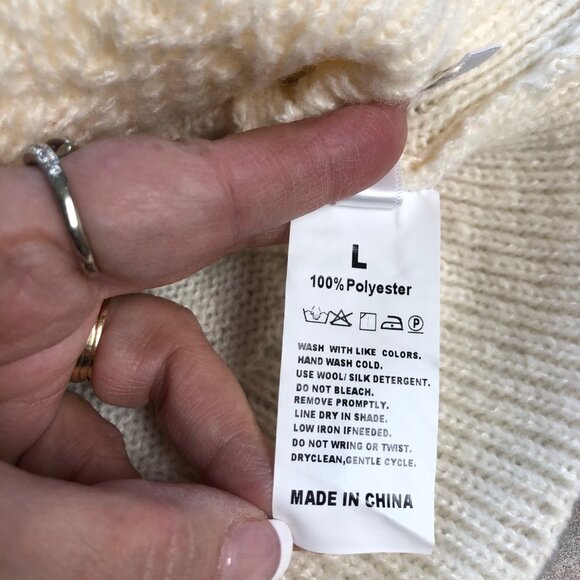 L
100% Polyester
P
WASH WITH LIKE COLORS.
HAND WASH COLD.
USE WOOL/ SILK DETERGENT.
DO NOT BLEACH.
REMOVE PROMPTLY.
LINE DRY IN SHADE.
LOW IRON IFNEEDED.
DO NOT WRING OR TWIST.
DRYCLEAN,GENTLE CYCLE.
MADE IN CHINA